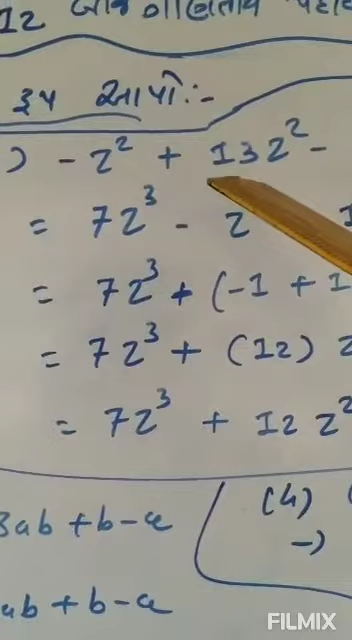 12
રૂપ આપો:-
) - z² + 13z² -
= 7z³ - z
= 7z³ + (-1 + 1
= 7z³ + (12) z
= 7z³ + 12 z²
3ab + b - a
(4)
→
ab + b - a
FILMIX